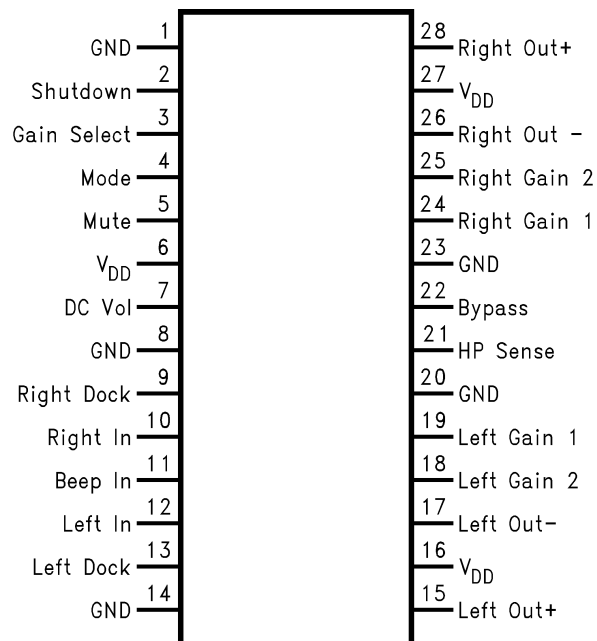 GND 1 28 Right Out+
Shutdown 2 27 VDD
Gain Select 3 26 Right Out -
Mode 4 25 Right Gain 2
Mute 5 24 Right Gain 1
VDD 6 23 GND
DC Vol 7 22 Bypass
GND 8 21 HP Sense
Right Dock 9 20 GND
Right In 10 19 Left Gain 1
Beep In 11 18 Left Gain 2
Left In 12 17 Left Out-
Left Dock 13 16 VDD
GND 14 15 Left Out+